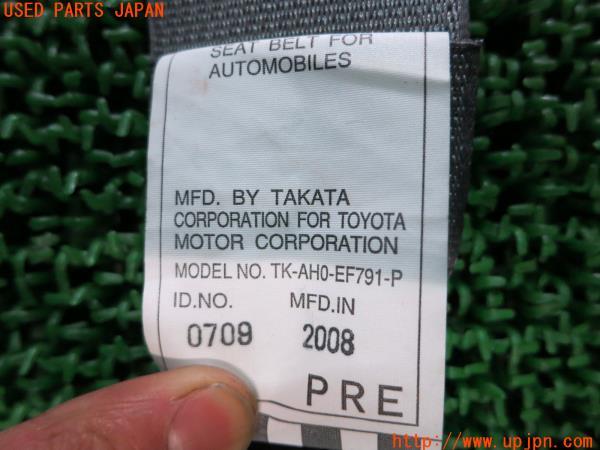 USED PARTS JAPAN
SEAT BELT FOR
AUTOMOBILES
MFD. BY TAKATA
CORPORATION FOR TOYOTA
MOTOR CORPORATION
MODEL NO. TK-AH0-EF791-P
ID.NO. MFD.IN
0709 2008
PRE
http://www.upjpn.com/